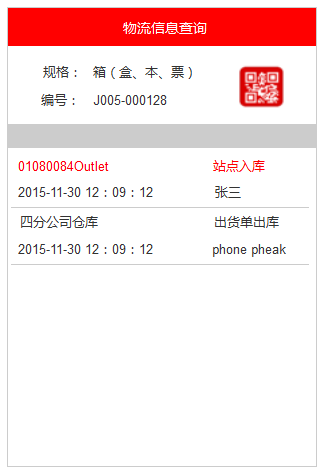 物流信息查询
规格： 箱（盒、本、票）
编号： J005-000128
01080084Outlet 站点入库
2015-11-30 12：09：12 张三
四分公司仓库 出货单出库
2015-11-30 12：09：12 phone pheak